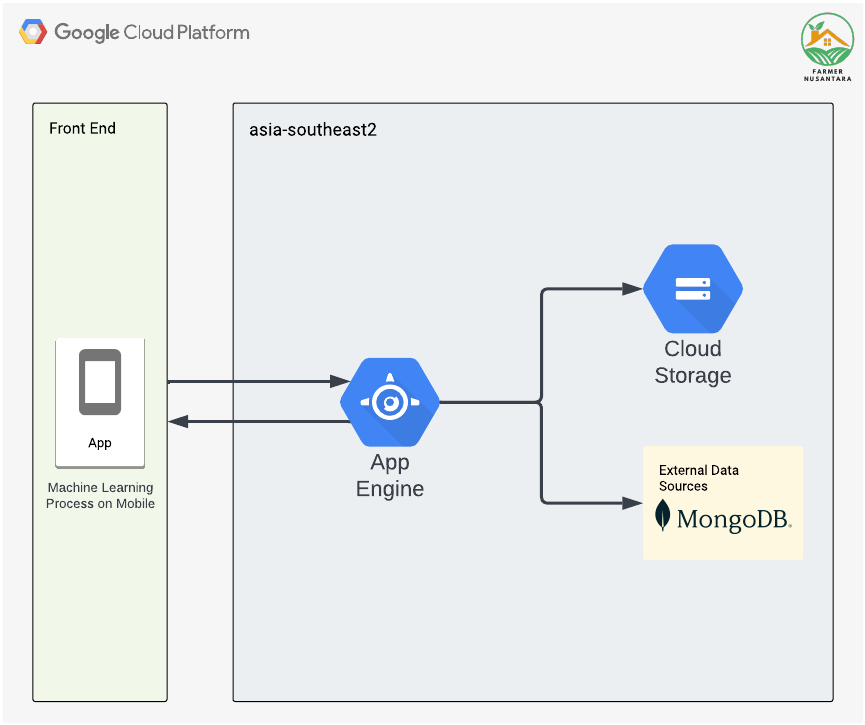 Google Cloud Platform
FARMER
NUSANTARA
Front End
asia-southeast2
Cloud
Storage
App
Machine Learning
Process on Mobile
App
Engine
External Data
Sources
MongoDB.